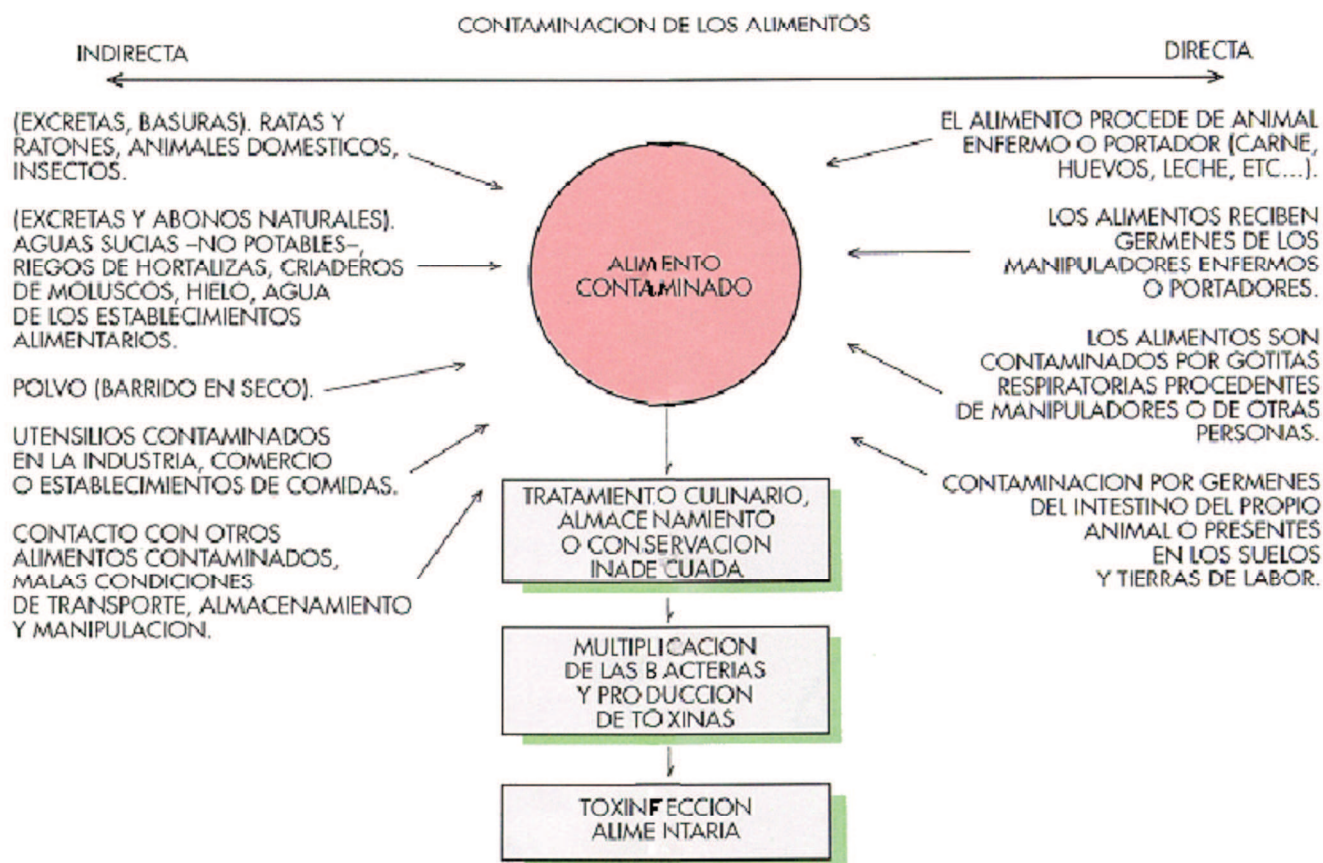 CONTAMINACION DE LOS ALIMENTOS
INDIRECTA
DIRECTA
(EXCRETAS, BASURAS). RATAS Y
RATONES, ANIMALES DOMESTICOS,
INSECTOS.
(EXCRETAS Y ABONOS NATURALES).
AGUAS SUCIAS –NO POTABLES–,
RIEGOS DE HORTALIZAS, CRIADEROS
DE MOLUSCOS, HIELO, AGUA
DE LOS ESTABLECIMIENTOS
ALIMENTARIOS.
POLVO (BARRIDO EN SECO).
UTENSILIOS CONTAMINADOS
EN LA INDUSTRIA, COMERCIO
O ESTABLECIMIENTOS DE COMIDAS.
CONTACTO CON OTROS
ALIMENTOS CONTAMINADOS,
MALAS CONDICIONES
DE TRANSPORTE, ALMACENAMIENTO
Y MANIPULACION.
ALIMENTO
CONTAMINADO
TRATAMIENTO CULINARIO,
ALMACENAMIENTO
O CONSERVACION
INADECUADA
MULTIPLICACION
DE LAS BACTERIAS
Y PRODUCCION
DE TOXINAS
TOXINFECCION
ALIMENTARIA
EL ALIMENTO PROCEDE DE ANIMAL
ENFERMO O PORTADOR (CARNE,
HUEVOS, LECHE, ETC...).
LOS ALIMENTOS RECIBEN
GERMENES DE LOS
MANIPULADORES ENFERMOS
O PORTADORES.
LOS ALIMENTOS SON
CONTAMINADOS POR GOTITAS
RESPIRATORIAS PROCEDENTES
DE MANIPULADORES O DE OTRAS
PERSONAS.
CONTAMINACION POR GERMENES
DEL INTESTINO DEL PROPIO
ANIMAL O PRESENTES
EN LOS SUELOS
Y TIERRAS DE LABOR.